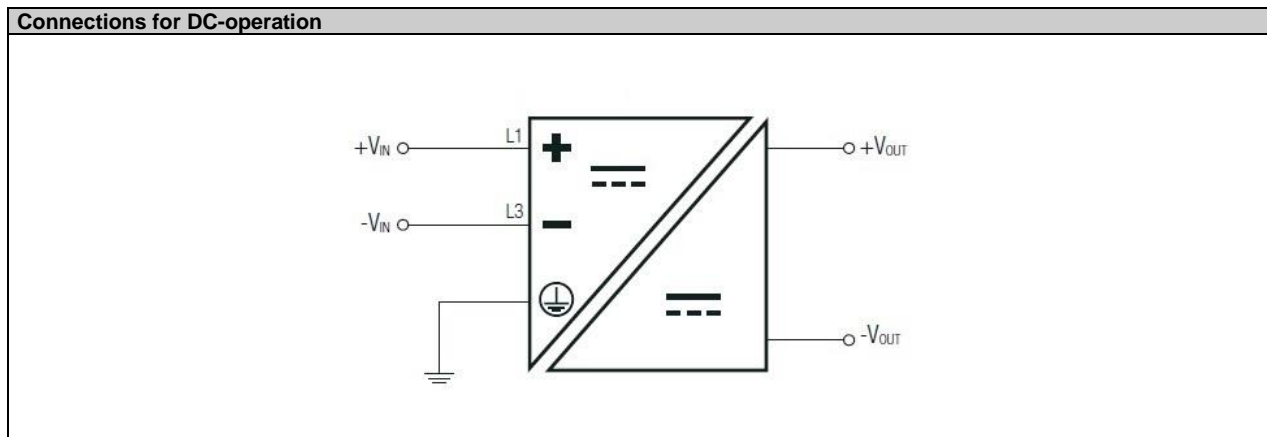 Connections for DC-operation
+VIN
L1
+VOUT
-VIN
L3
-VOUT